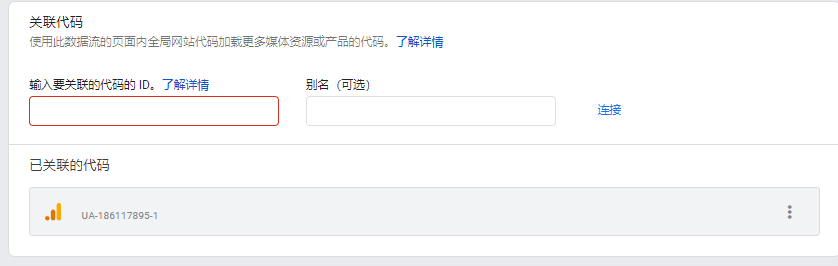 关联代码
使用此数据流的页面内全局网站代码加载更多媒体资源或产品的代码。了解详情
输入要关联的代码的 ID。了解详情
别名（可选）
连接
已关联的代码
UA-186117895-1